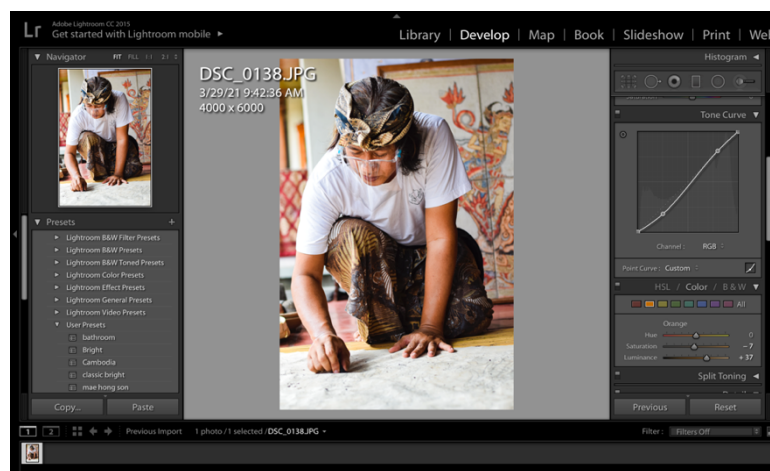 Lr
Adobe Lightroom CC 2015
Get started with Lightroom mobile ▸
Library | Develop | Map | Book | Slideshow | Print | We
Navigator FIT FILL 1:1 2:1
DSC_0138.JPG
3/29/21 9:42:36 AM
4000 x 6000
Presets +
Lightroom B&W Filter Presets
Lightroom B&W Presets
Lightroom B&W Toned Presets
Lightroom Color Presets
Lightroom Effect Presets
Lightroom General Presets
Lightroom Video Presets
User Presets
bathroom
Bright
Cambodia
classic bright
mae hong son
Copy... Paste
Histogram
Tone Curve
Channel : RGB
Point Curve : Custom
HSL / Color / B & W
All
Orange
Hue 0
Saturation - 7
Luminance + 37
Split Toning
Previous Reset
1 2 Previous Import 1 photo / 1 selected / DSC_0138.JPG
Filter : Filters Off